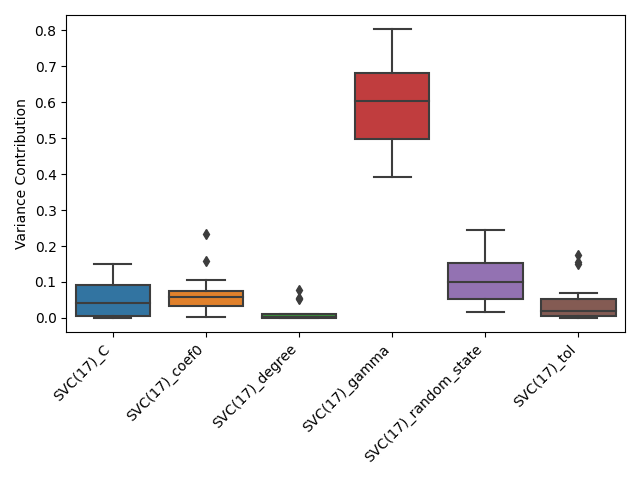 Variance Contribution
0.8
0.7
0.6
0.5
0.4
0.3
0.2
0.1
0.0
SVC(17)_C
SVC(17)_coef0
SVC(17)_degree
SVC(17)_gamma
SVC(17)_random_state
SVC(17)_tol